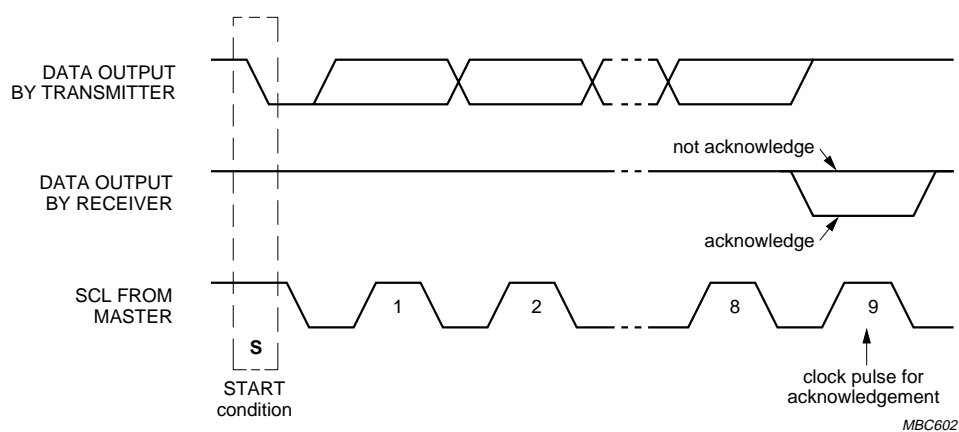 DATA OUTPUT
BY TRANSMITTER
not acknowledge
DATA OUTPUT
BY RECEIVER
acknowledge
SCL FROM
MASTER
1
2
8
9
S
START
condition
clock pulse for
acknowledgement
MBC602